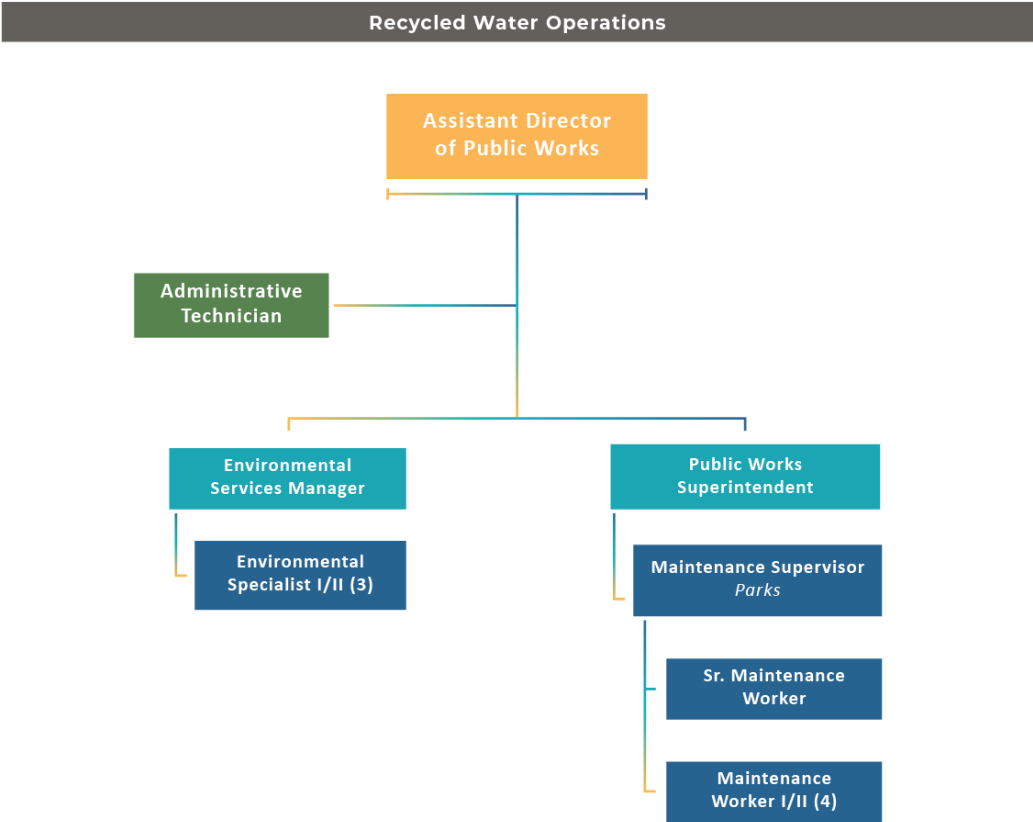 Recycled Water Operations
Assistant Director
of Public Works
Administrative
Technician
Environmental
Services Manager
Environmental
Specialist I/II (3)
Public Works
Superintendent
Maintenance Supervisor
Parks
Sr. Maintenance
Worker
Maintenance
Worker I/II (4)